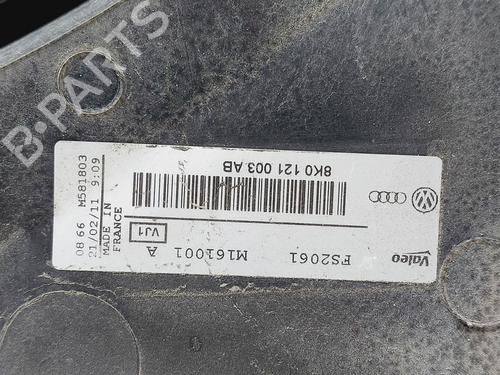 8K0 121 003 AB
Valeo
FS2061
M161001 A
VJ1
MADE IN
FRANCE
21/02/11 9:09
08 66 M581803
B-PARTS